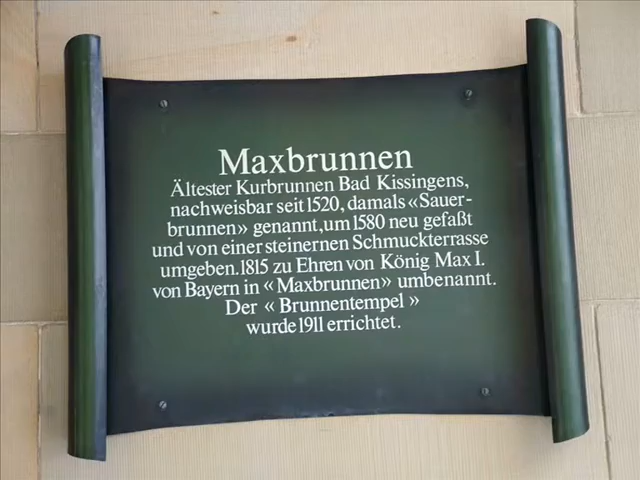 Maxbrunnen
Ältester Kurbrunnen Bad Kissingens,
nachweisbar seit 1520, damals «Sauer-
brunnen» genannt, um 1580 neu gefaßt
und von einer steinernen Schmuckterrasse
umgeben. 1815 zu Ehren von König Max I.
von Bayern in «Maxbrunnen» umbenannt.
Der «Brunnentempel»
wurde 1911 errichtet.